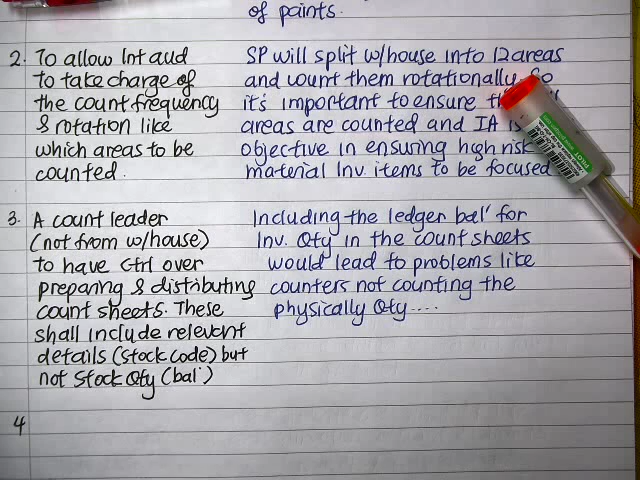 of paints.
2. To allow Int aud
to take charge of
the count frequency
& rotation like
which areas to be
counted.
SP will split w/house into 12 areas
and count them rotationally. So
it's important to ensure
areas are counted and IA is
objective in ensuring hgh risk
material Inv. items to be focused
3. A count leader
(not from w/house)
to have ctrl over
preparing & distributing
count sheets. These
shall include relevent
details (stock code) but
not stock Qty (bal')
Including the ledger bal' for
Inv. Qty in the count sheets
would lead to problems like
counters not counting the
physically Qty....
4
PILOT